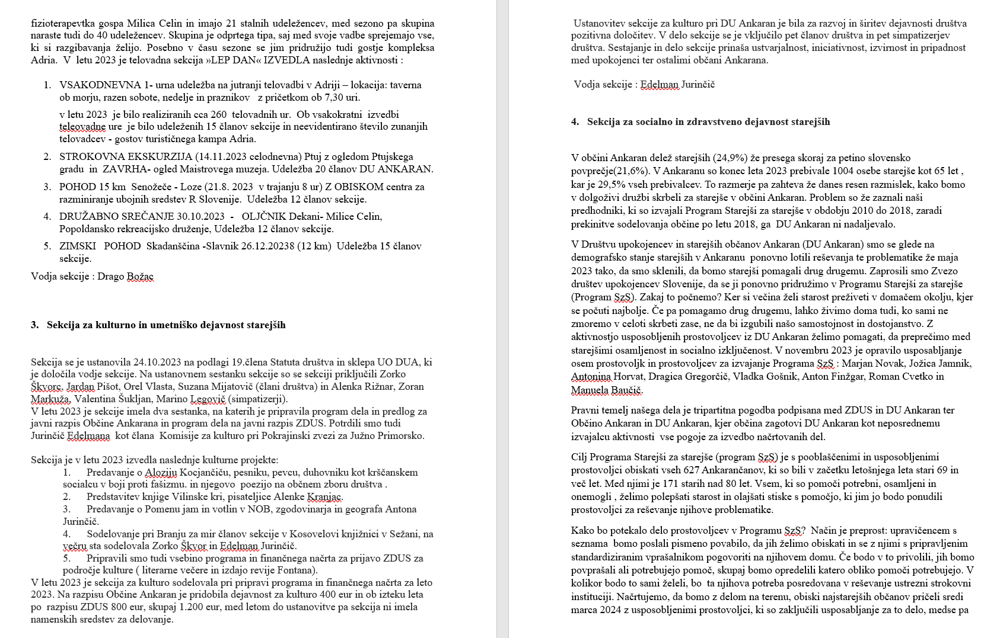 fizioterapevtka gospa Milica Celin in imajo 21 stalnih udeležencev, med sezono pa skupina
naraste tudi do 40 udeležencev. Skupina je odprtega tipa, saj med svoje vadbe sprejemajo vse,
ki si razgibavanja želijo. Posebno v času sezone se jim pridružijo tudi gostje kompleksa
Adria.  V  letu 2023 je telovadna sekcija »LEP DAN« IZVEDLA naslednje aktivnosti :
1. VSAKODNEVNA 1- urna udeležba na jutranji telovadbi v Adriji – lokacija: taverna
ob morju, razen sobote, nedelje in praznikov   z pričetkom ob 7,30 uri.
v letu 2023  je bilo realiziranih cca 260  telovadnih ur.  Ob vsakokratni  izvedbi
teleovadne ure  je bilo udeleženih 15 članov sekcije in neevidentirano število zunanjih
telovadcev - gostov turističnega kampa Adria.
2. STROKOVNA EKSKURZIJA (14.11.2023 celodnevna) Ptuj z ogledom Ptujskega
gradu  in  ZAVRHA- ogled Maistrovega muzeja. Udeležba 20 članov DU ANKARAN.
3. POHOD 15 km  Senožeče - Loze (21.8. 2023  v trajanju 8 ur) Z OBISKOM centra za
razminiranje ubojnih sredstev R Slovenije.  Udeležba 12 članov sekcije.
4. DRUŽABNO SREČANJE 30.10.2023  -   OLJČNIK Dekani- Milice Celin,
Popoldansko rekreacijsko druženje, Udeležba 12 članov sekcije.
5. ZIMSKI   POHOD  Skadanščina -Slavnik 26.12.20238 (12 km)  Udeležba 15 članov
sekcije.
Vodja sekcije : Drago Božac
3. Sekcija za kulturno in umetniško dejavnost starejših
Sekcija se je ustanovila 24.10.2023 na podlagi 19.člena Statuta društva in sklepa UO DUA, ki
je določila vodje sekcije. Na ustanovnem sestanku sekcije so se sekciji priključili Zorko
Škvorc, Jardan Pišot, Orel Vlasta, Suzana Mijatovič (člani društva) in Alenka Rižnar, Zoran
Markuža, Valentina Šukljan, Marino Legovič (simpatizerji).
V letu 2023 je sekcije imela dva sestanka, na katerih je pripravila program dela in predlog za
javni razpis Občine Ankarana in program dela na javni razpis ZDUS. Potrdili smo tudi
Jurinčič Edelmana  kot člana  Komisije za kulturo pri Pokrajinski zvezi za Južno Primorsko.
Sekcija je v letu 2023 izvedla naslednje kulturne projekte:
1. Predavanje o Aloziju Kocjančiču, pesniku, pevcu, duhovniku kot krščanskem
socialcu v boji proti fašizmu. in njegovo  poezijo na občnem zboru društva .
2. Predstavitev knjige Vilinske kri, pisateljice Alenke Kranjac.
3. Predavanje o Pomenu jam in votlin v NOB, zgodovinarja in geografa Antona
Jurinčič.
4. Sodelovanje pri Branju za mir članov sekcije v Kosovelovi knjižnici v Sežani, na
večru sta sodelovala Zorko Škvor in Edelman Jurinčič.
5. Pripravili smo tudi vsebino programa in finančnega načrta za prijavo ZDUS za
področje kulture ( literarne večere in izdajo revije Fontana).
V letu 2023 je sekcija za kulturo sodelovala pri pripravi programa in finančnega načrta za leto
2023. Na razpisu Občine Ankaran je pridobila dejavnost za kulturo 400 eur in ob izteku leta
po  razpisu ZDUS 800 eur, skupaj 1.200 eur, med letom do ustanovitve pa sekcija ni imela
namenskih sredstev za delovanje.
Ustanovitev sekcije za kulturo pri DU Ankaran je bila za razvoj in širitev dejavnosti društva
pozitivna določitev. V delo sekcije se je vključilo pet članov društva in pet simpatizerjev
društva. Sestajanje in delo sekcije prinaša ustvarjalnost, iniciativnost, izvirnost in pripadnost
med upokojenci ter ostalimi občani Ankarana.
Vodja sekcije : Edelman Jurinčič
4. Sekcija za socialno in zdravstveno dejavnost starejših
V občini Ankaran delež starejših (24,9%) že presega skoraj za petino slovensko
povprečje(21,6%). V Ankaranu so konec leta 2023 prebivale 1004 osebe starejše kot 65 let ,
kar je 29,5% vseh prebivalcev. To razmerje pa zahteva že danes resen razmislek, kako bomo
v dolgoživi družbi skrbeli za starejše v občini Ankaran. Problem so že zaznali naši
predhodniki, ki so izvajali Program Starejši za starejše v obdobju 2010 do 2018, zaradi
prekinitve sodelovanja občine po letu 2018, ga  DU Ankaran ni nadaljevalo.
V Društvu upokojencev in starejših občanov Ankaran (DU Ankaran) smo se glede na
demografsko stanje starejših v Ankaranu  ponovno lotili reševanja te problematike že maja
2023 tako, da smo sklenili, da bomo starejši pomagali drug drugemu. Zaprosili smo Zvezo
društev upokojencev Slovenije, da se ji ponovno pridružimo v Programu Starejši za starejše
(Program SzS). Zakaj to počnemo? Ker si večina želi starost preživeti v domačem okolju, kjer
se počuti najbolje. Če pa pomagamo drug drugemu, lahko živimo doma tudi, ko sami ne
zmoremo v celoti skrbeti zase, ne da bi izgubili našo samostojnost in dostojanstvo. Z
aktivnostjo usposobljenih prostovoljcev iz DU Ankaran želimo pomagati, da preprečimo med
starejšimi osamljenost in socialno izključenost. V novembru 2023 je opravilo usposabljanje
osem prostovoljk in prostovoljcev za izvajanje Programa SzS : Marjan Novak, Jožica Jamnik,
Antonina Horvat, Dragica Gregorčič, Vladka Gošnik, Anton Finžgar, Roman Cvetko in
Manuela Baučič.
Pravni temelj našega dela je tripartitna pogodba podpisana med ZDUS in DU Ankaran ter
Občino Ankaran in DU Ankaran, kjer občina zagotovi DU Ankaran kot neposrednemu
izvajalcu aktivnosti  vse pogoje za izvedbo načrtovanih del.
Cilj Programa Starejši za starejše (program SzS) je s pooblaščenimi in usposobljenimi
prostovoljci obiskati vseh 627 Ankarančanov, ki so bili v začetku letošnjega leta stari 69 in
več let. Med njimi je 171 starih nad 80 let. Vsem, ki so pomoči potrebni, osamljeni in
onemogli , želimo polepšati starost in olajšati stiske s pomočjo, ki jim jo bodo ponudili
prostovoljci za reševanje njihove problematike.
Kako bo potekalo delo prostovoljcev v Programu SzS?  Način je preprost: upravičencem s
seznama  bomo poslali pismeno povabilo, da jih želimo obiskati in se z njimi s pripravljenim
standardiziranim vprašalnikom pogovoriti na njihovem domu. Če bodo v to privolili, jih bomo
povprašali ali potrebujejo pomoč, skupaj bomo opredelili katero obliko pomoči potrebujejo. V
kolikor bodo to sami želeli, bo  ta njihova potreba posredovana v reševanje ustrezni strokovni
instituciji. Načrtujemo, da bomo z delom na terenu, obiski najstarejših občanov pričeli sredi
marca 2024 z usposobljenimi prostovoljci, ki so zaključili usposabljanje za to delo, medse pa